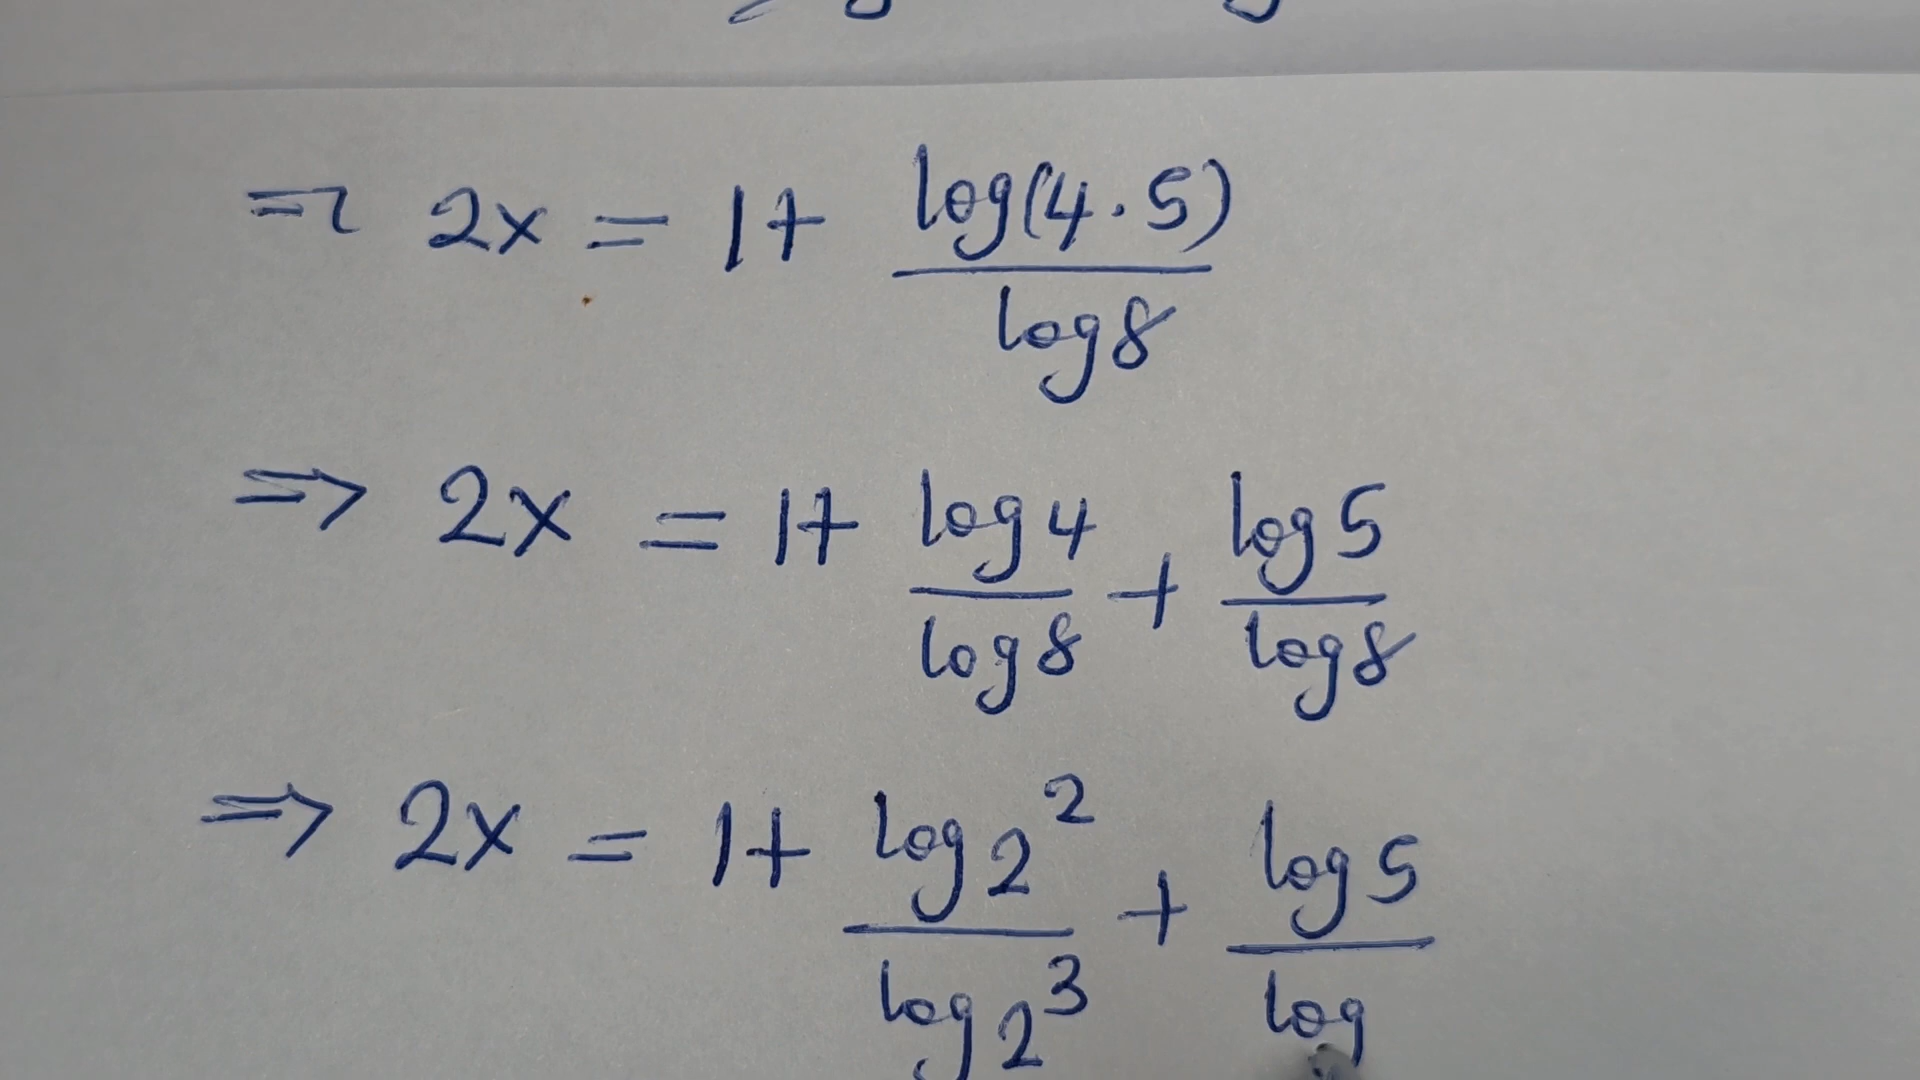 ⇒ 2x = 1+ log(4·5) / log8
⇒ 2x = 1+ log4 / log8 + log5 / log8
⇒ 2x = 1+ log2² / log2³ + log5 / log